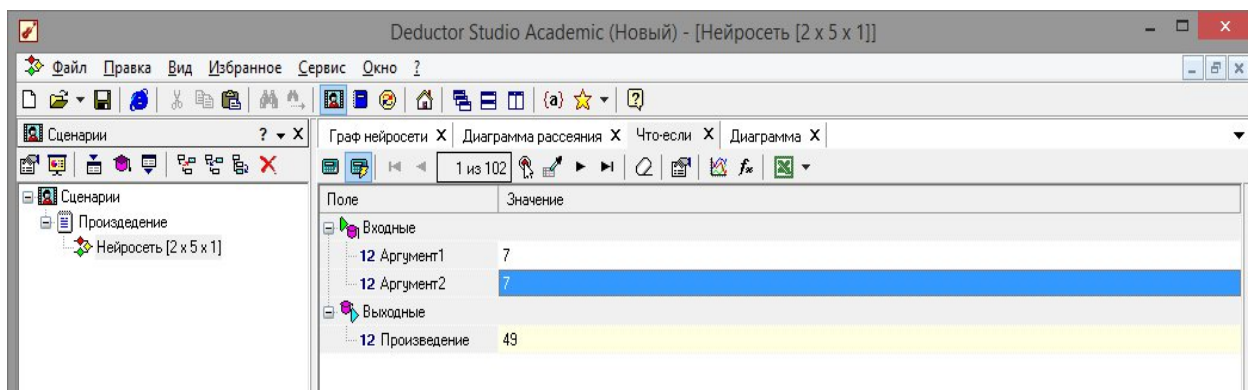 Deductor Studio Academic (Новый) - [Нейросеть [2 x 5 x 1]]
Файл Правка Вид Избранное Сервис Окно ?
{a}
Сценарии ?
Граф нейросети X Диаграмма рассеяния X Что-если X Диаграмма X
1 из 102
Сценарии
Произдедение
Нейросеть [2 x 5 x 1]
Поле Значение
Входные
12 Аргумент1 7
12 Аргумент2 7
Выходные
12 Произведение 49